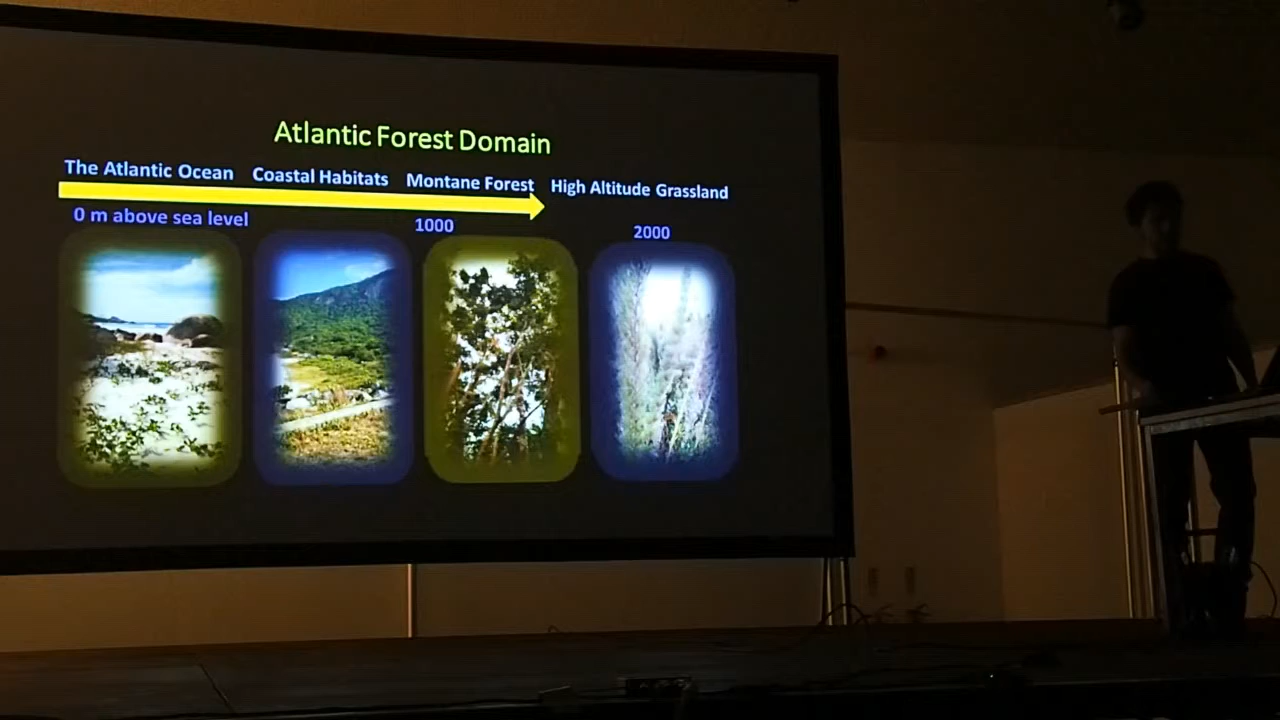 Atlantic Forest Domain
The Atlantic Ocean Coastal Habitats Montane Forest High Altitude Grassland
0 m above sea level 1000 2000